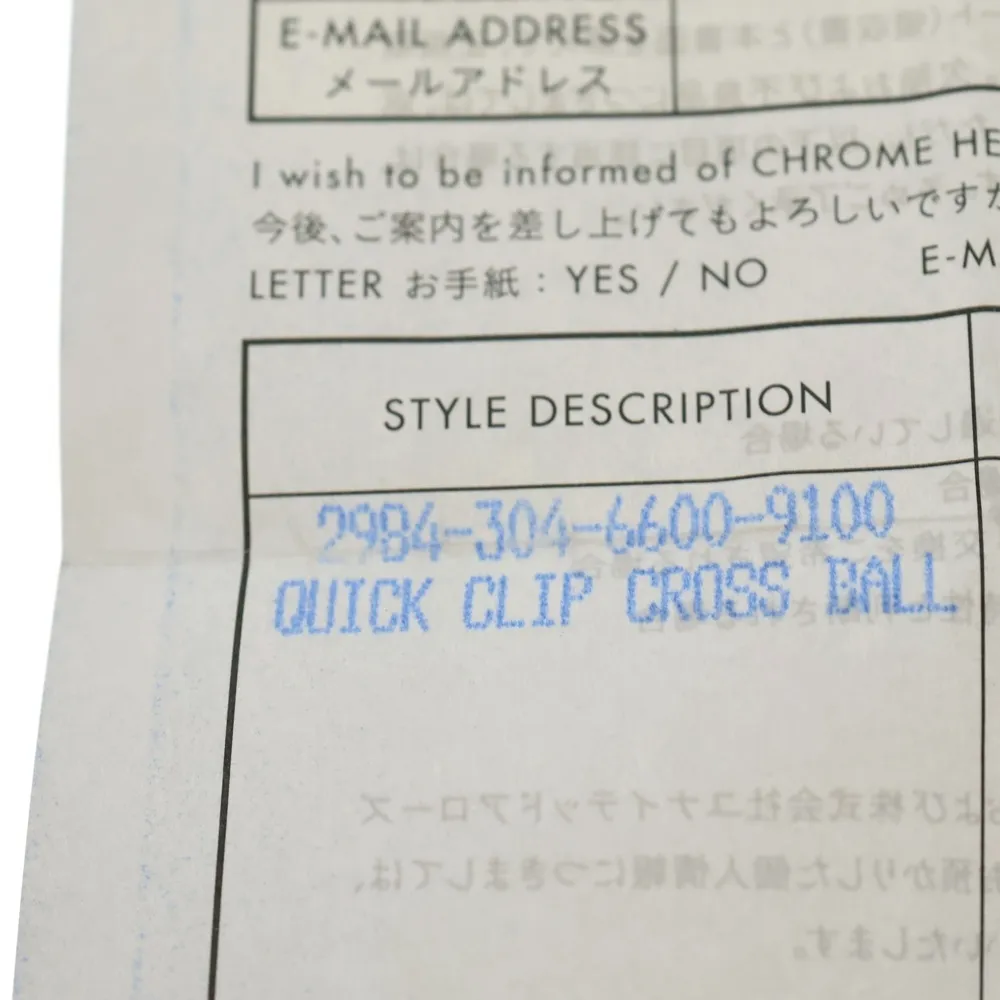 E-MAIL ADDRESS
メールアドレス
I wish to be informed of CHROME HE
今後、ご案内を差し上げてもよろしいですか
LETTER お手紙 : YES / NO E-M
STYLE DESCRIPTION
2984-304-6600-9100
QUICK CLIP CROSS BALL